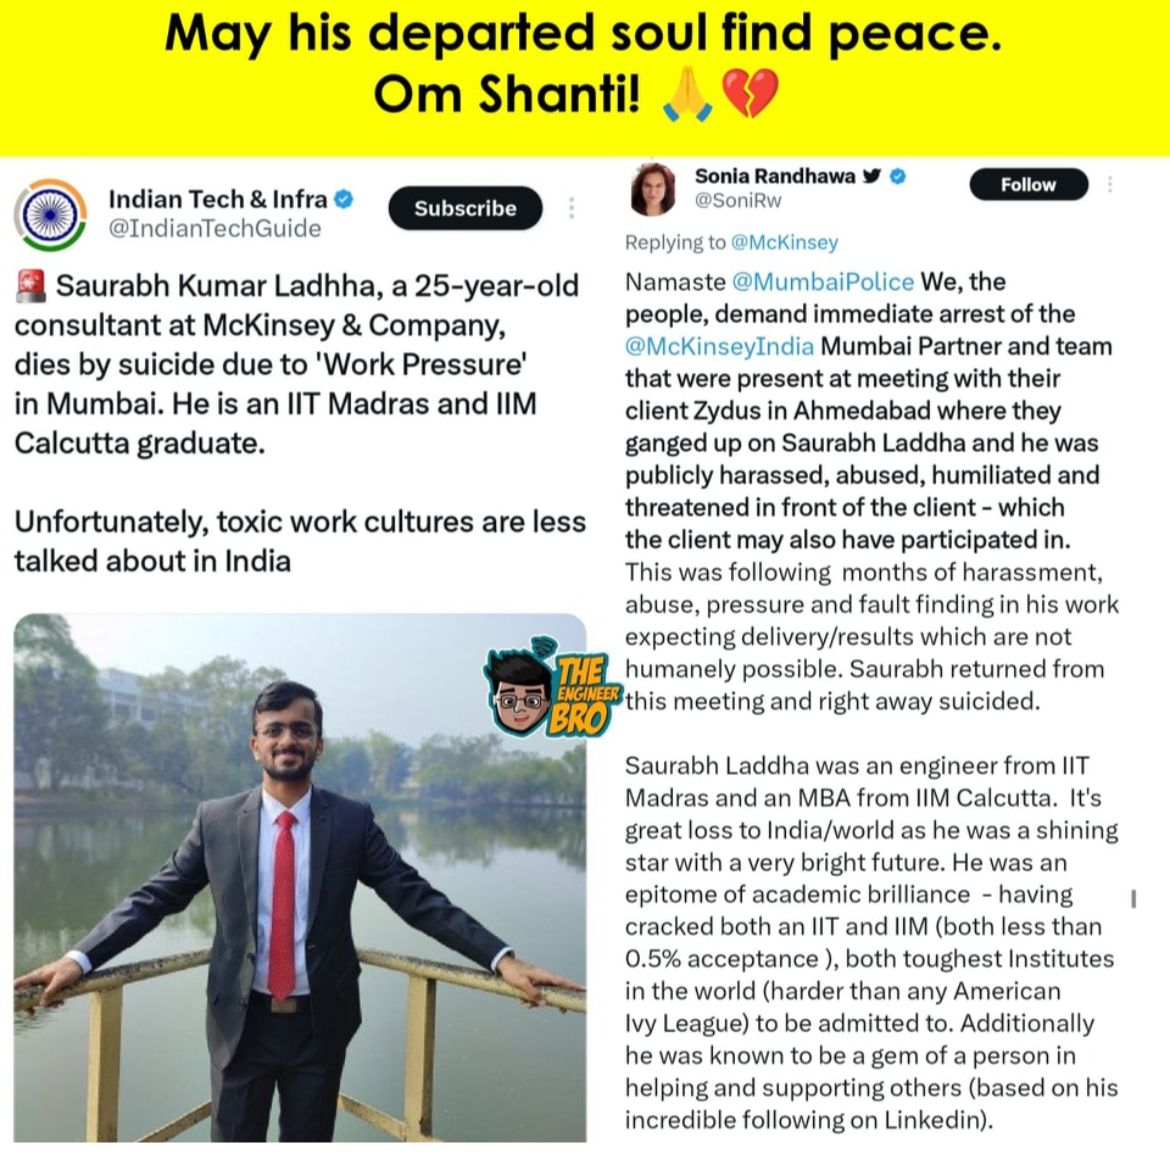 May his departed soul find peace.
Om Shanti! 🙏💔
Indian Tech & Infra
@IndianTechGuide
Subscribe
🚨 Saurabh Kumar Ladhha, a 25-year-old
consultant at McKinsey & Company,
dies by suicide due to 'Work Pressure'
in Mumbai. He is an IIT Madras and IIM
Calcutta graduate.
Unfortunately, toxic work cultures are less
talked about in India
THE
ENGINEER
BRO
Sonia Randhawa
@SoniRw
Follow
Replying to @McKinsey
Namaste @MumbaiPolice We, the
people, demand immediate arrest of the
@McKinseyIndia Mumbai Partner and team
that were present at meeting with their
client Zydus in Ahmedabad where they
ganged up on Saurabh Laddha and he was
publicly harassed, abused, humiliated and
threatened in front of the client - which
the client may also have participated in.
This was following months of harassment,
abuse, pressure and fault finding in his work
expecting delivery/results which are not
humanely possible. Saurabh returned from
this meeting and right away suicided.
Saurabh Laddha was an engineer from IIT
Madras and an MBA from IIM Calcutta. It's
great loss to India/world as he was a shining
star with a very bright future. He was an
epitome of academic brilliance - having
cracked both an IIT and IIM (both less than
0.5% acceptance ), both toughest Institutes
in the world (harder than any American
Ivy League) to be admitted to. Additionally
he was known to be a gem of a person in
helping and supporting others (based on his
incredible following on Linkedin).